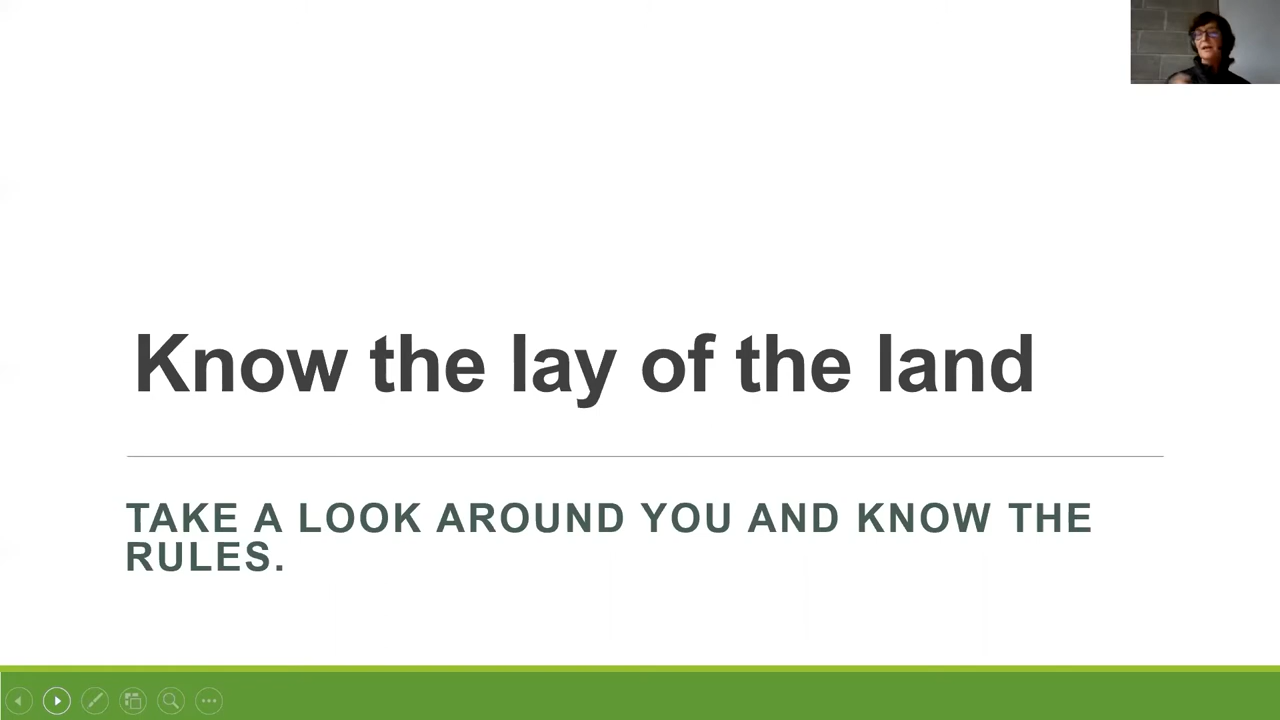 Know the lay of the land
TAKE A LOOK AROUND YOU AND KNOW THE
RULES.